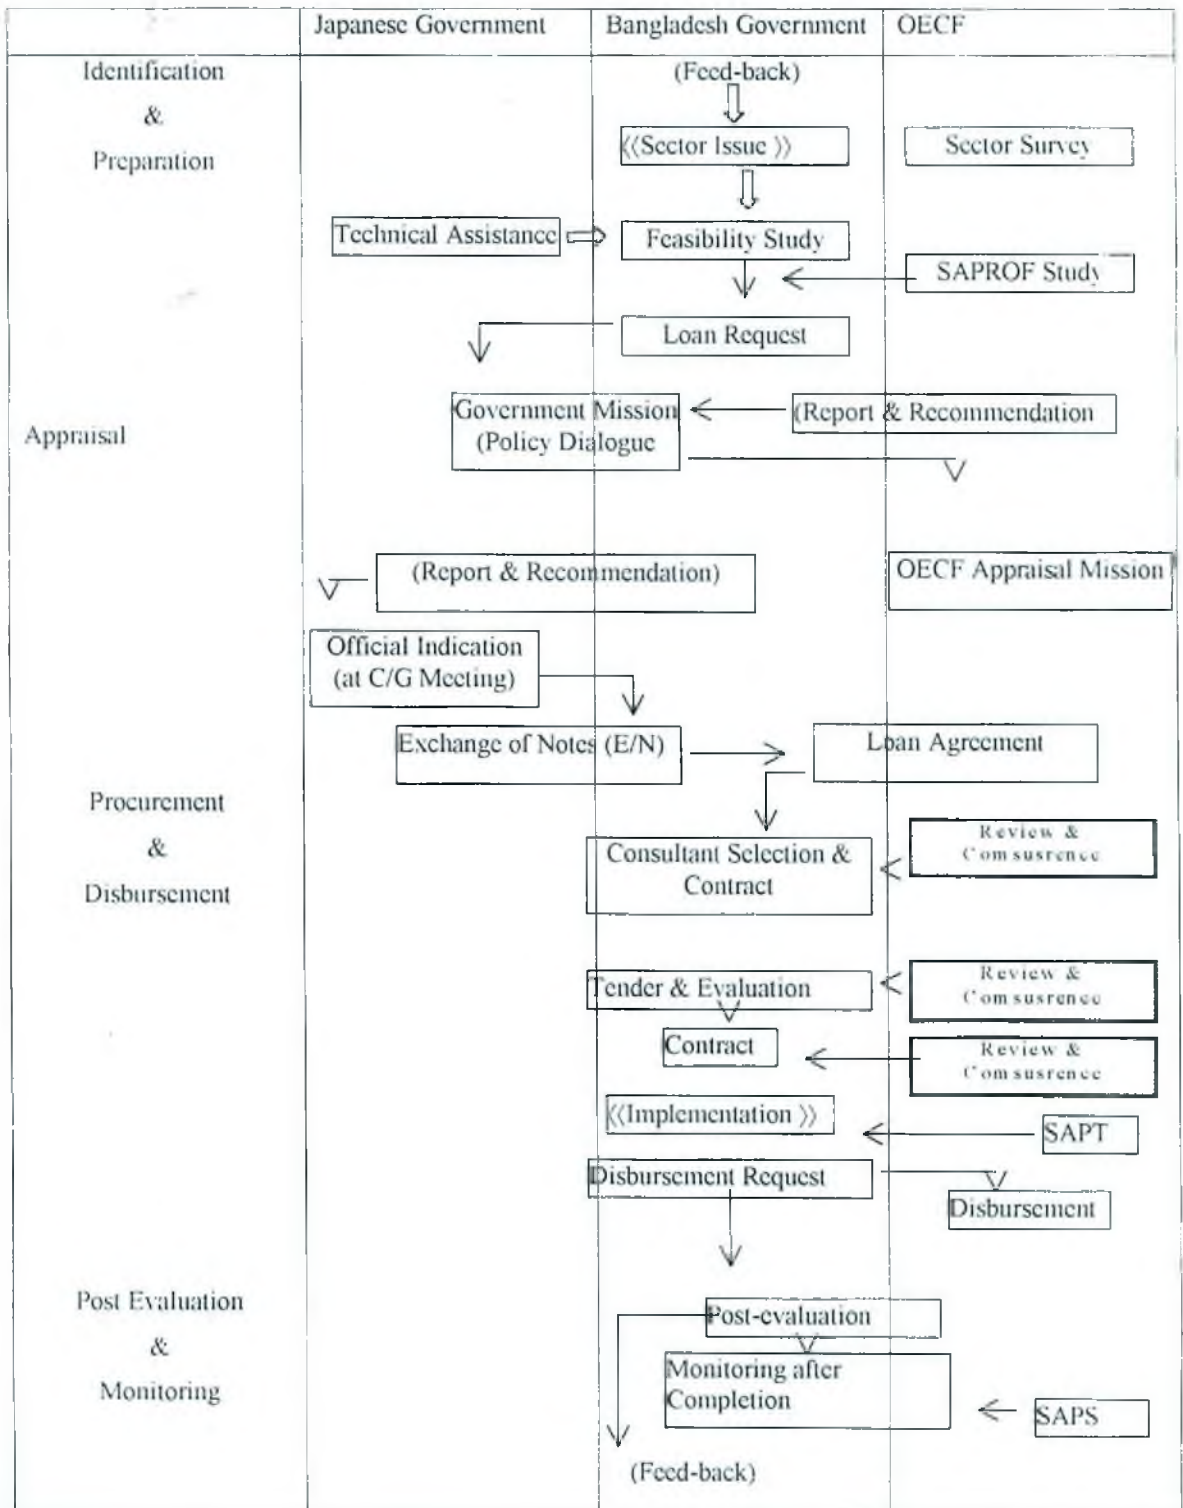 Japanese Government Bangladesh Government OECF
Identification
&
Preparation
(Feed-back)
⟨⟨Sector Issue ⟩⟩
Sector Survey
Technical Assistance
Feasibility Study
SAPROF Study
Loan Request
Appraisal
Government Mission
(Policy Dialogue
(Report & Recommendation
(Report & Recommendation)
OECF Appraisal Mission
Official Indication
(at C/G Meeting)
Exchange of Notes (E/N)
Loan Agreement
Procurement
&
Disbursement
Consultant Selection &
Contract
Review &
Comsusrence
Tender & Evaluation
Review &
Comsusrence
Contract
Review &
Comsusrence
⟨⟨Implementation ⟩⟩
SAPT
Disbursement Request
Disbursement
Post Evaluation
&
Monitoring
Post-evaluation
Monitoring after
Completion
SAPS
(Feed-back)